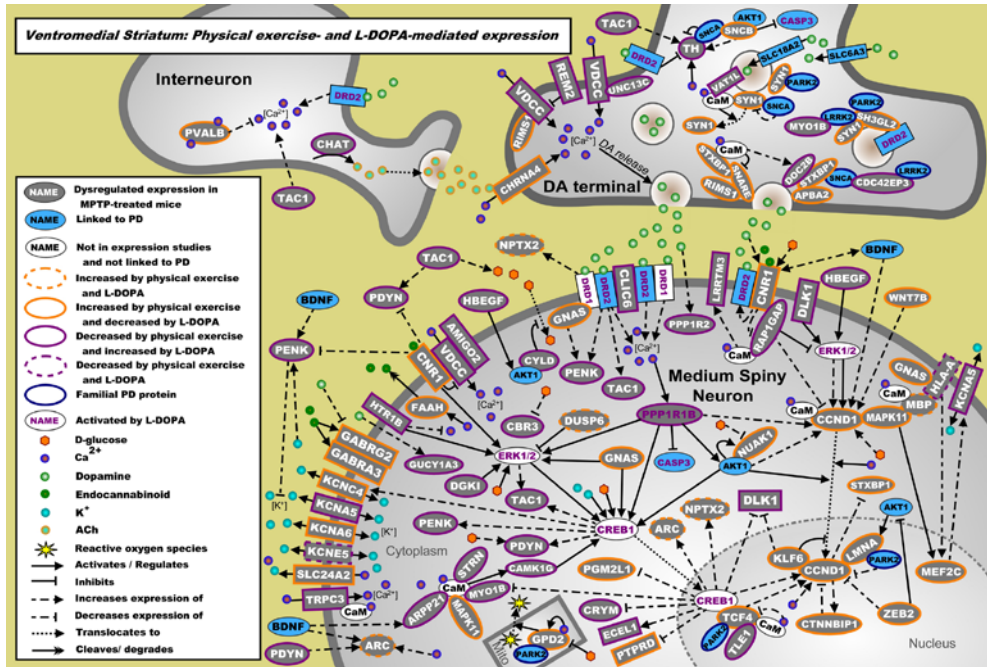 Ventromedial Striatum: Physical exercise- and L-DOPA-mediated expression
Interneuron
DRD2
[Ca²⁺]
PVALB
CHAT
TAC1
TAC1
AKT1
CASP3
SNCA
SNCB
TH
DRD2
SLC18A2
SLC6A3
VDCC
REM2
VDCC
UNC13C
RIMS1
VAT1L
SYN1
PARK2
CaM
SYN1
SNCA
SYN1
PARK2
LRRK2
SH3GL2
MYO1B
SYN1
DRD2
[Ca²⁺]
DA release
CaM
STXBP1
SNARE
RIMS1
DOC2B
STXBP1
SNCA
LRRK2
CDC42EP3
APBA2
CHRNA4
DA terminal
NAME
Dysregulated expression in
MPTP-treated mice
NAME
Linked to PD
NAME
Not in expression studies
and not linked to PD
Increased by physical exercise
and L-DOPA
Increased by physical exercise
and decreased by L-DOPA
Decreased by physical exercise
and increased by L-DOPA
Decreased by physical exercise
and L-DOPA
Familial PD protein
NAME
Activated by L-DOPA
D-glucose
Ca²⁺
Dopamine
Endocannabinoid
K⁺
ACh
Reactive oxygen species
Activates / Regulates
Inhibits
Increases expression of
Decreases expression of
Translocates to
Cleaves/ degrades
NPTX2
TAC1
PDYN
HBEGF
BDNF
PENK
AMIGO2
VDCC
CNR1
[Ca²⁺]
CYLD
AKT1
GNAS
DRD1
DRD2
CLIC6
DRD2
DRD1
PENK
TAC1
[Ca²⁺]
PPP1R2
LRRTM3
DRD2
CNR1
RAP1GAP
CaM
DLK1
HBEGF
BDNF
WNT7B
ERK1/2
Medium Spiny
Neuron
GNAS
HLA-A
KCNA5
CaM
MBP
CaM
CCND1
MAPK11
FAAH
HTR1B
[Ca²⁺]
CBR3
DUSP6
PPP1R1B
NUAK1
CASP3
AKT1
GABRG2
GABRA3
GUCY1A3
DGKI
ERK1/2
GNAS
TAC1
KCNC4
KCNA5
KCNA6
KCNE5
SLC24A2
TRPC3
CaM
[K⁺]
[K⁺]
[Ca²⁺]
Cytoplasm
PENK
PDYN
CREB1
ARC
NPTX2
DLK1
STXBP1
AKT1
STRN
CaM
CAMK1G
MYO1B
ARPP21
MAPK11
PGM2L1
KLF6
LMNA
PARK2
CCND1
MEF2C
BDNF
PDYN
ARC
Mito
PARK2
GPD2
CRYM
ECEL1
PTPRD
CREB1
TCF4
PARK2
TLE1
CaM
CTNNBIP1
ZEB2
Nucleus